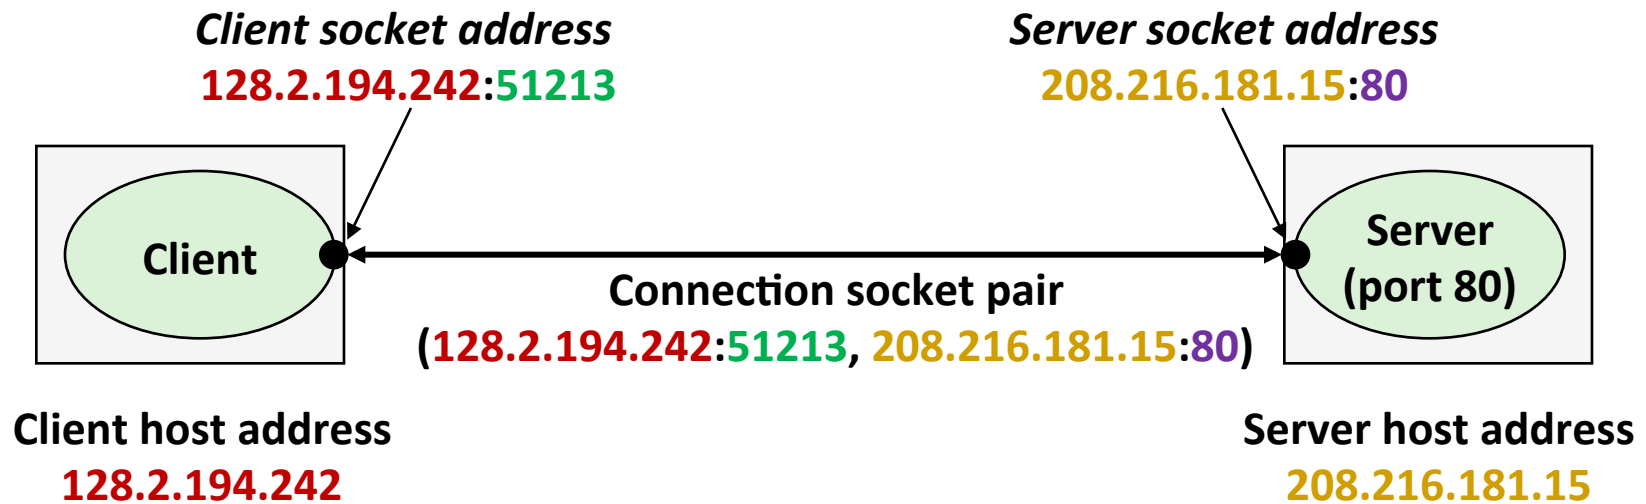 Client socket address
128.2.194.242:51213
Server socket address
208.216.181.15:80
Client
Server
(port 80)
Connection socket pair
(128.2.194.242:51213, 208.216.181.15:80)
Client host address
128.2.194.242
Server host address
208.216.181.15